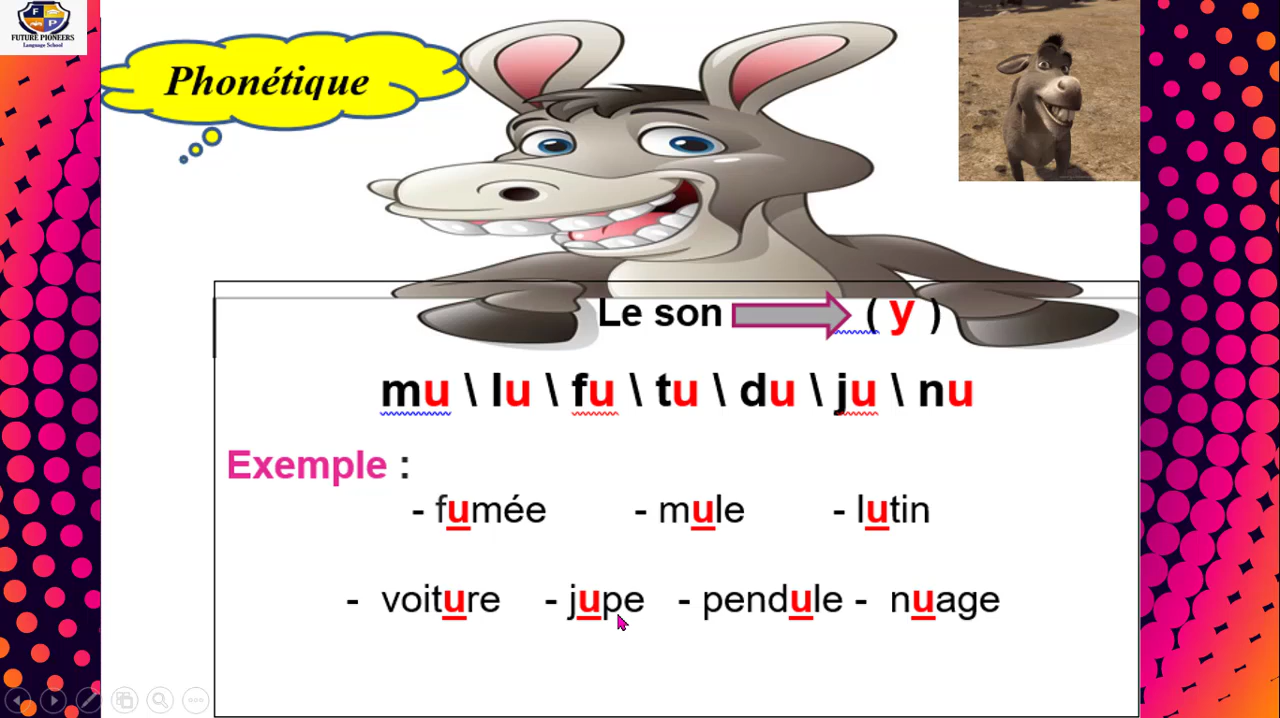 F P
FUTURE PIONEERS
Language School
Phonétique
Le son ( y )
mu \ lu \ fu \ tu \ du \ ju \ nu
Exemple :
- fumée - mule - lutin
- voiture - jupe - pendule - nuage